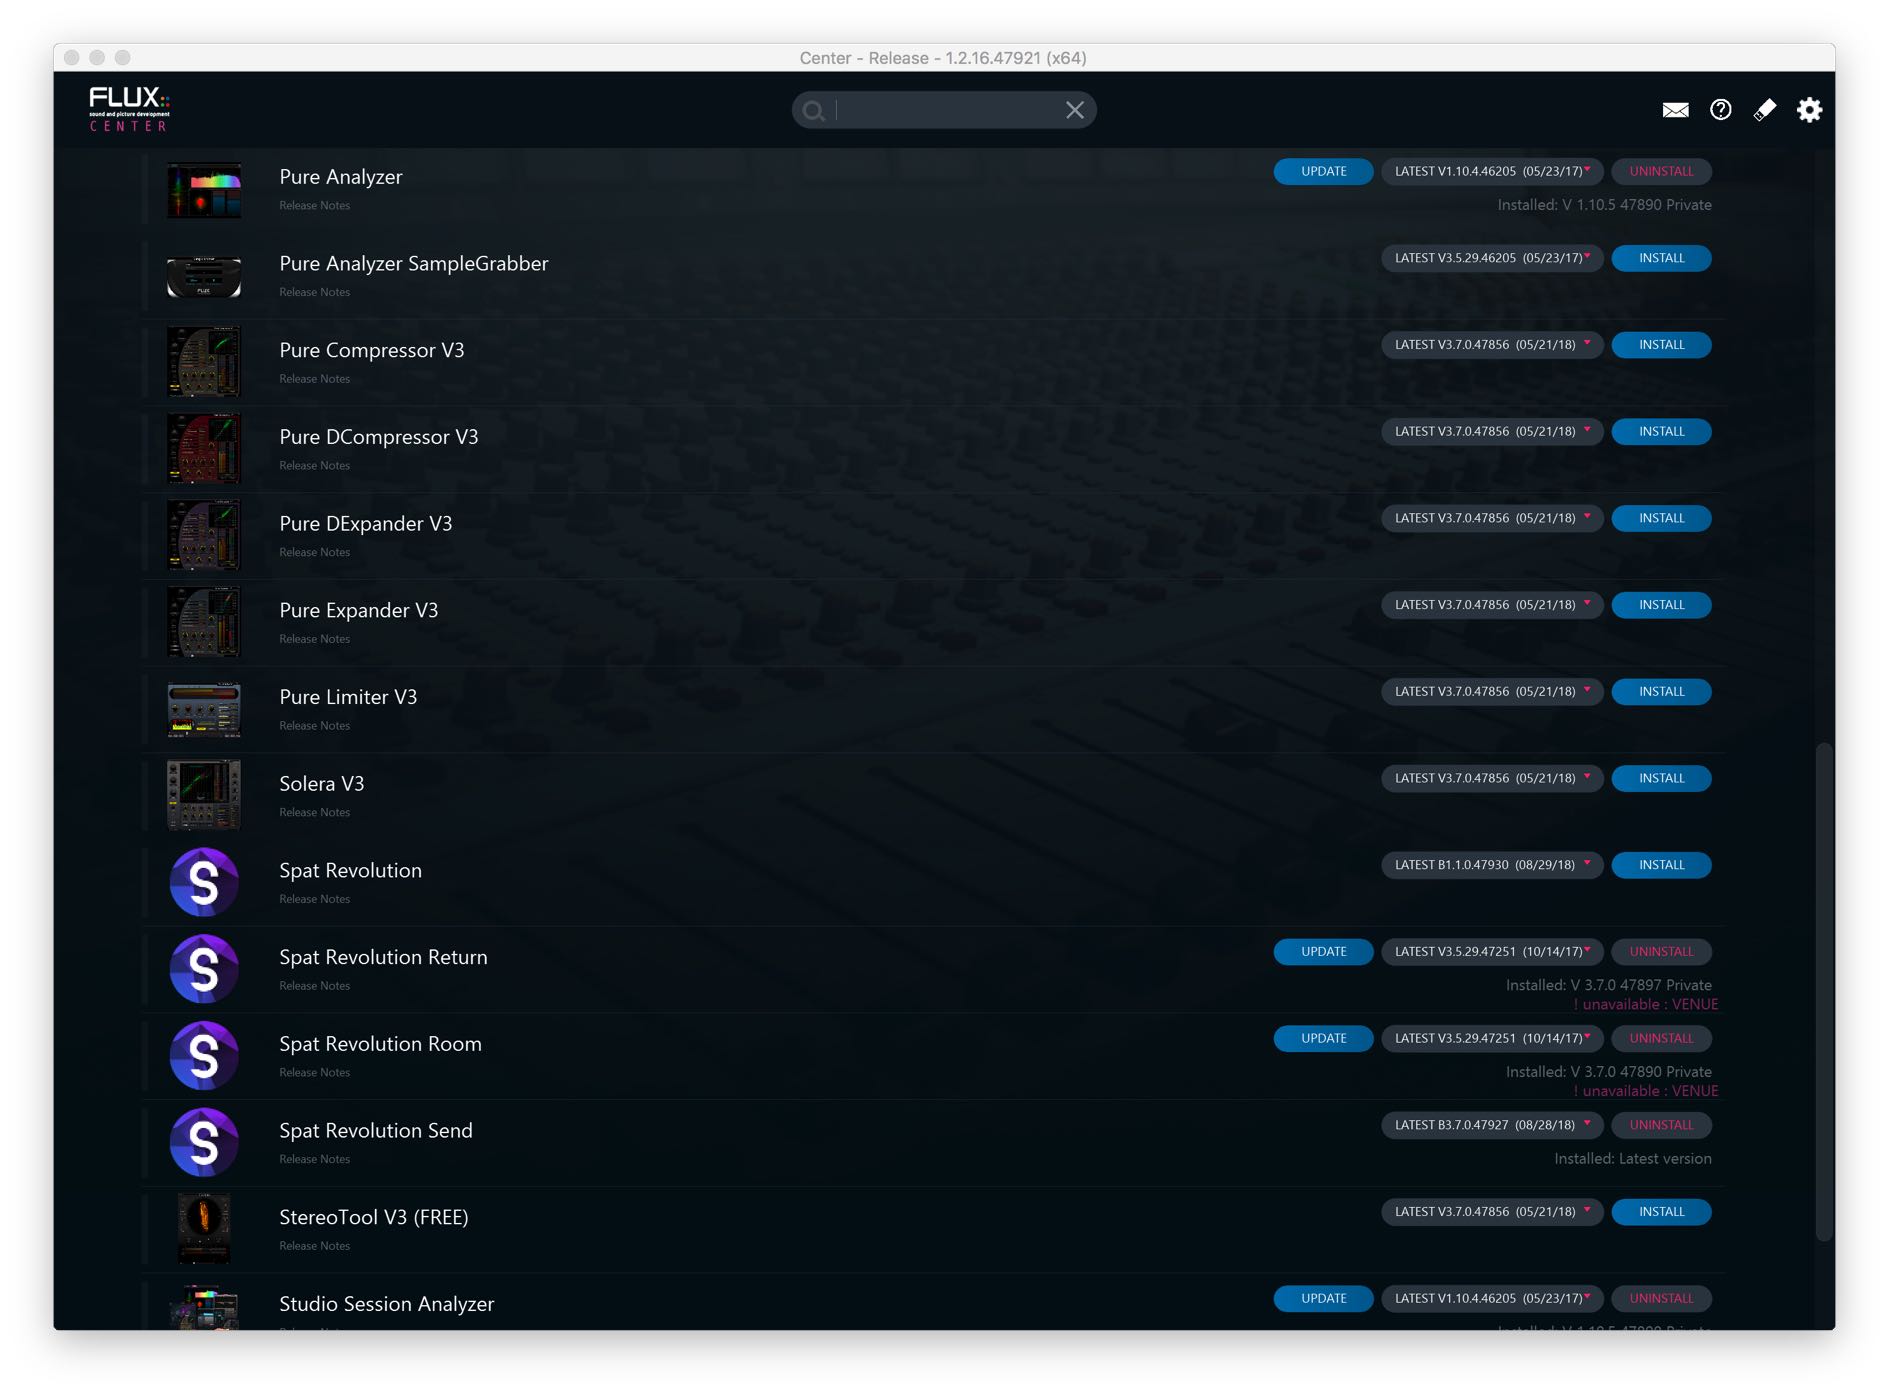 Center - Release - 1.2.16.47921 (x64)
FLUX::
sound and picture development
CENTER
Pure Analyzer
Release Notes
UPDATE
LATEST V1.10.4.46205 (05/23/17)
UNINSTALL
Installed: V 1.10.5 47890 Private
Pure Analyzer SampleGrabber
Release Notes
LATEST V3.5.29.46205 (05/23/17)
INSTALL
Pure Compressor V3
Release Notes
LATEST V3.7.0.47856 (05/21/18)
INSTALL
Pure DCompressor V3
Release Notes
LATEST V3.7.0.47856 (05/21/18)
INSTALL
Pure DExpander V3
Release Notes
LATEST V3.7.0.47856 (05/21/18)
INSTALL
Pure Expander V3
Release Notes
LATEST V3.7.0.47856 (05/21/18)
INSTALL
Pure Limiter V3
Release Notes
LATEST V3.7.0.47856 (05/21/18)
INSTALL
Solera V3
Release Notes
LATEST V3.7.0.47856 (05/21/18)
INSTALL
S
Spat Revolution
Release Notes
LATEST B1.1.0.47930 (08/29/18)
INSTALL
S
Spat Revolution Return
Release Notes
UPDATE
LATEST V3.5.29.47251 (10/14/17)
UNINSTALL
Installed: V 3.7.0 47897 Private
! unavailable : VENUE
S
Spat Revolution Room
Release Notes
UPDATE
LATEST V3.5.29.47251 (10/14/17)
UNINSTALL
Installed: V 3.7.0 47890 Private
! unavailable : VENUE
S
Spat Revolution Send
Release Notes
LATEST B3.7.0.47927 (08/28/18)
UNINSTALL
Installed: Latest version
StereoTool V3 (FREE)
Release Notes
LATEST V3.7.0.47856 (05/21/18)
INSTALL
Studio Session Analyzer
UPDATE
LATEST V1.10.4.46205 (05/23/17)
UNINSTALL